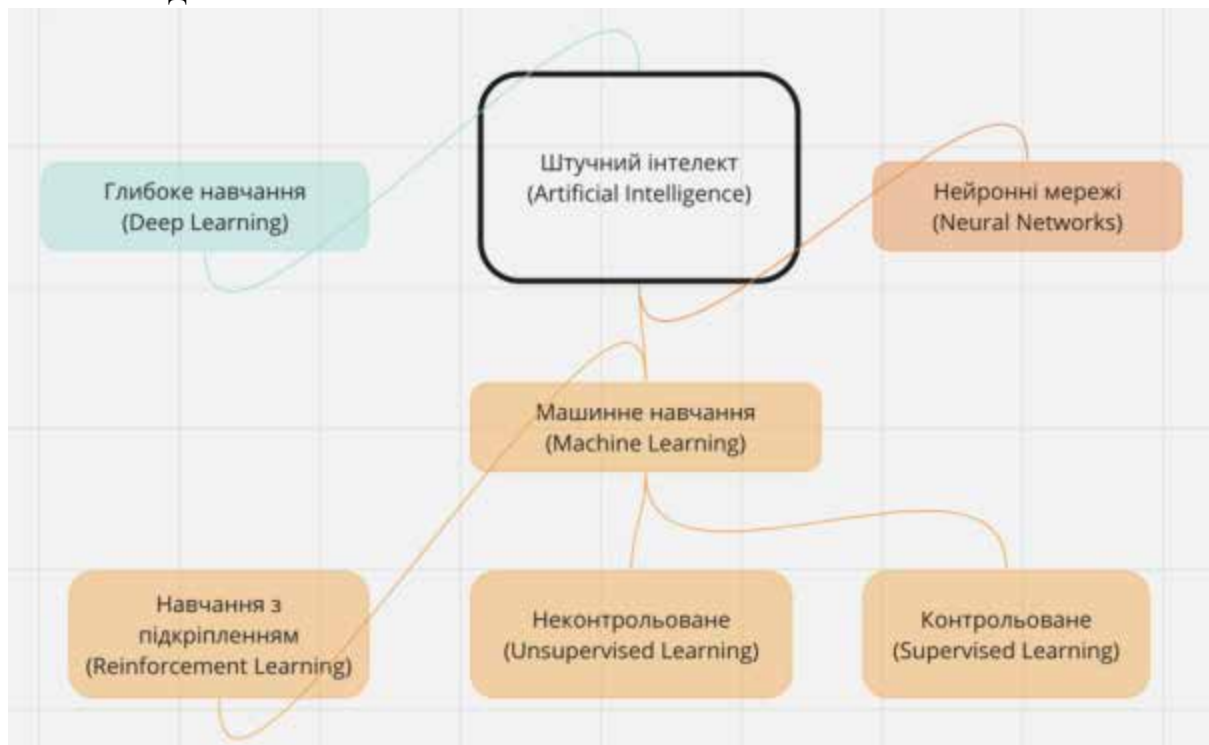 Штучний інтелект
(Artificial Intelligence)
Глибоке навчання
(Deep Learning)
Нейронні мережі
(Neural Networks)
Машинне навчання
(Machine Learning)
Навчання з
підкріпленням
(Reinforcement Learning)
Неконтрольоване
(Unsupervised Learning)
Контрольоване
(Supervised Learning)